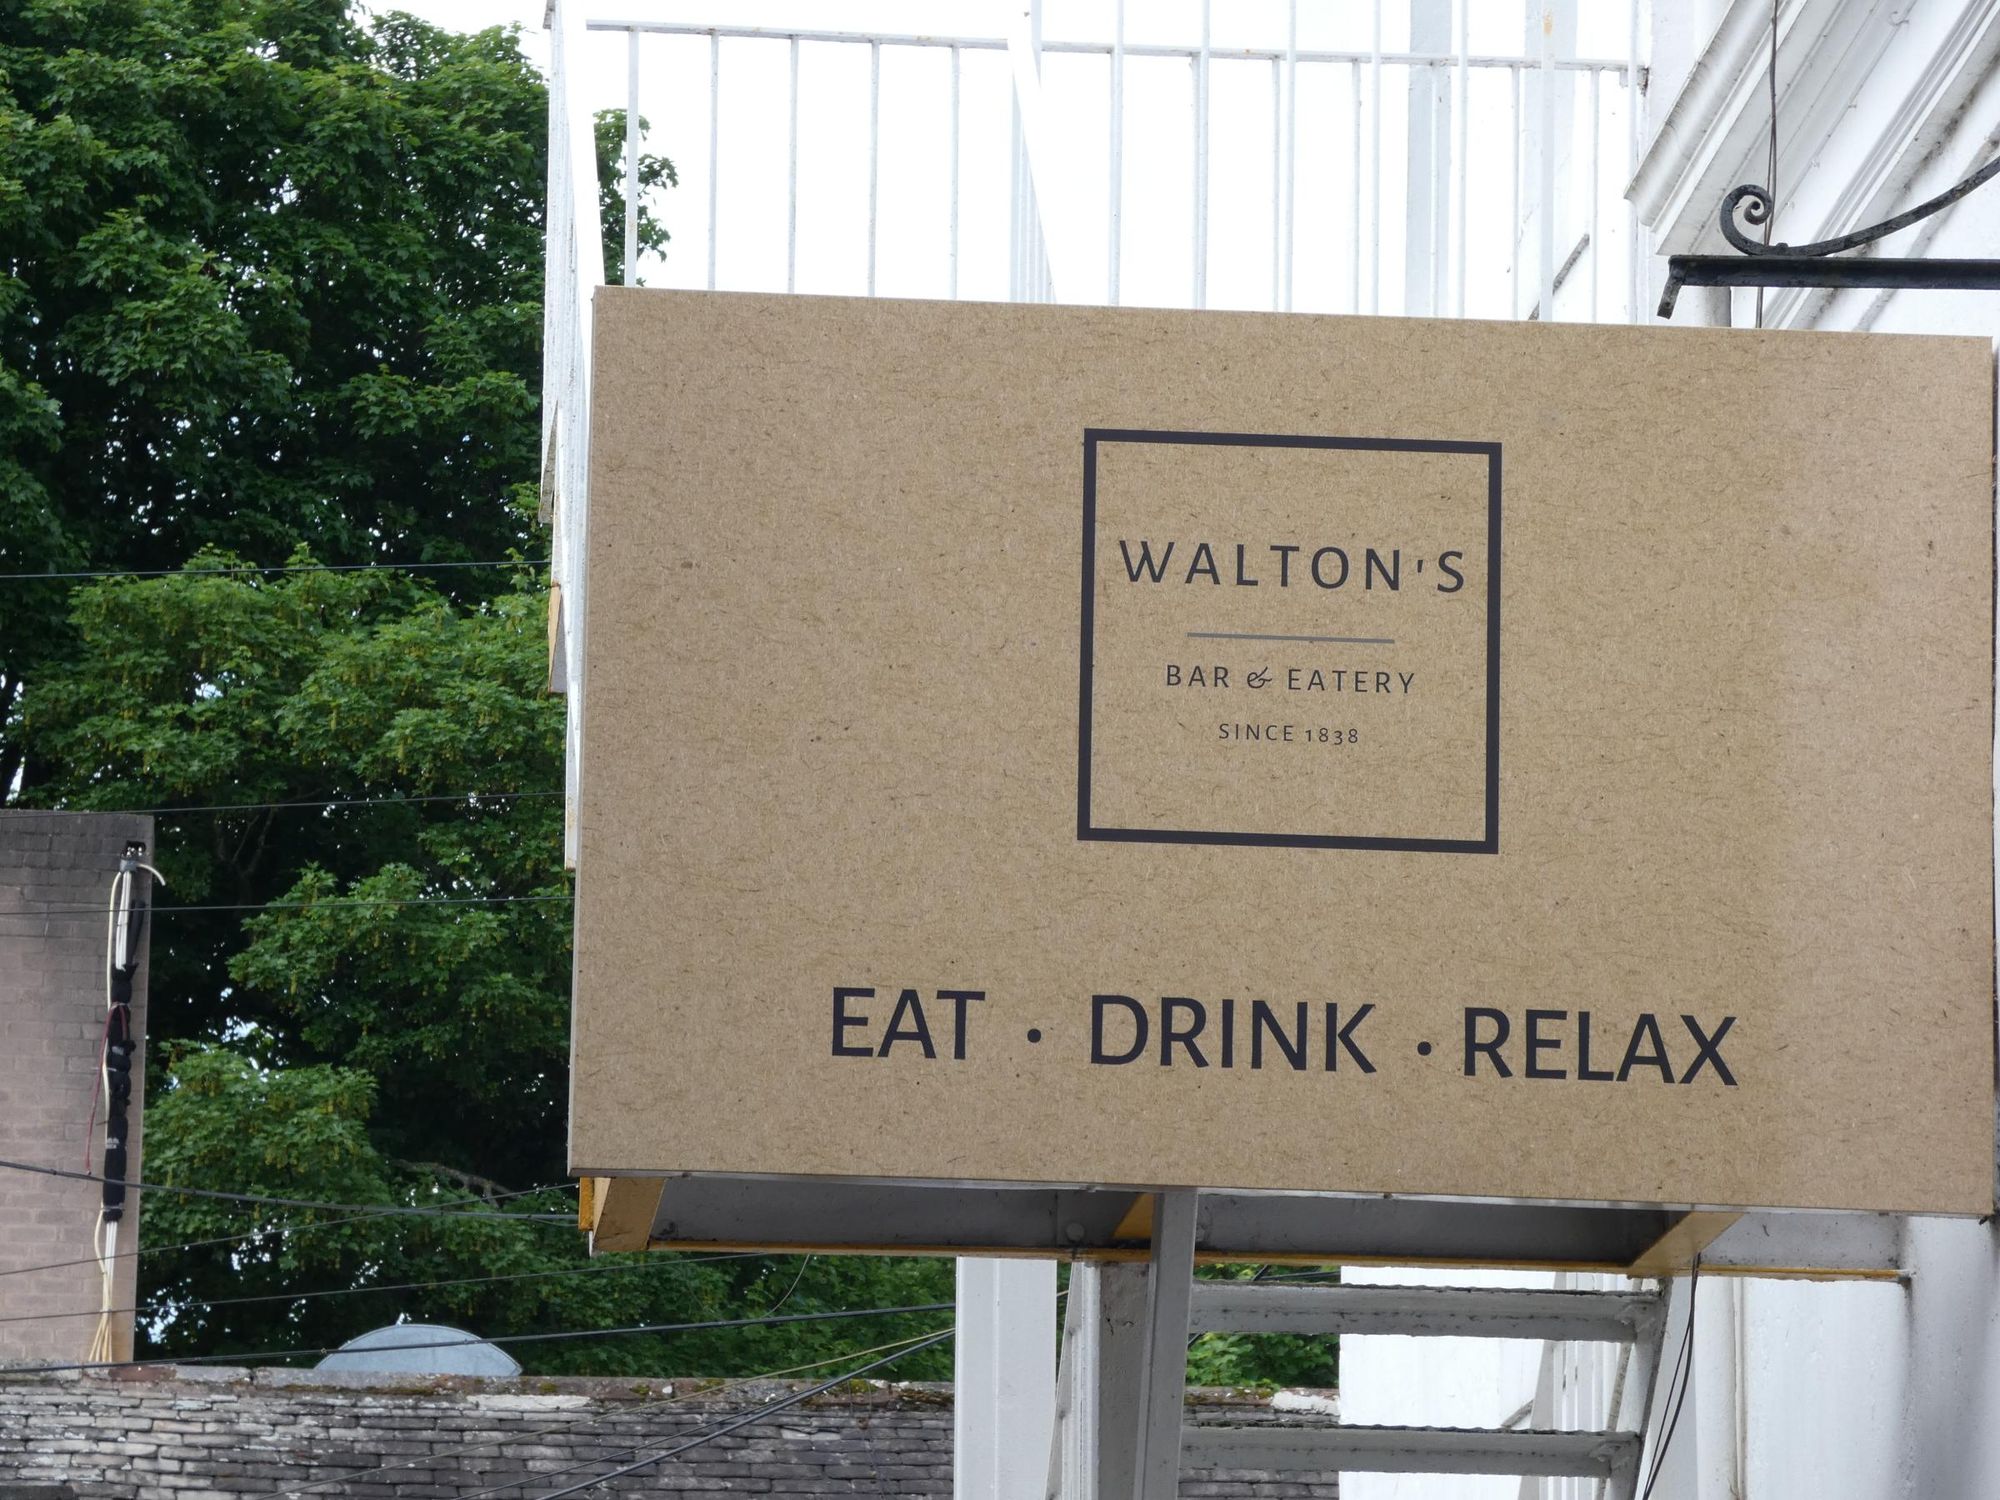 WALTON'S
BAR & EATERY
SINCE 1838
EAT · DRINK · RELAX